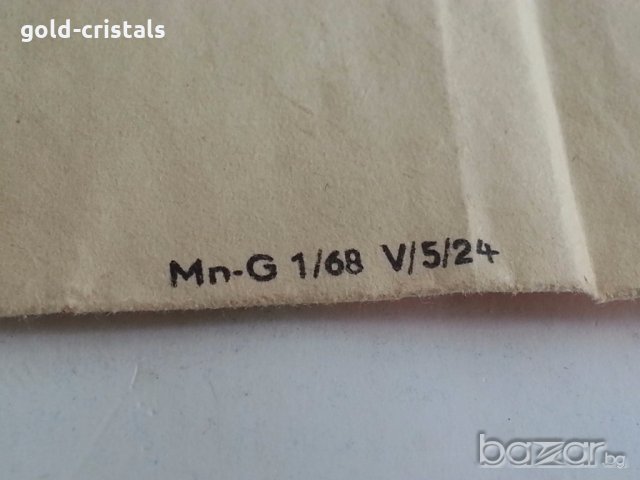 gold-cristals
Mn-G 1/68 V/5/24
bazar.bg